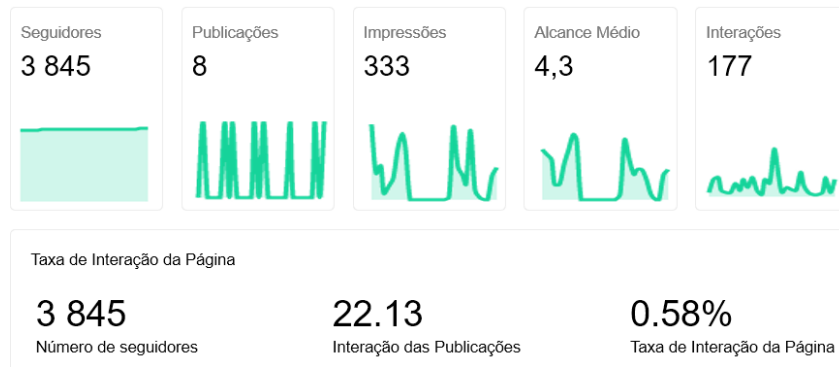 Seguidores
3 845
Publicações
8
Impressões
333
Alcance Médio
4,3
Interações
177
Taxa de Interação da Página
3 845
Número de seguidores
22.13
Interação das Publicações
0.58%
Taxa de Interação da Página